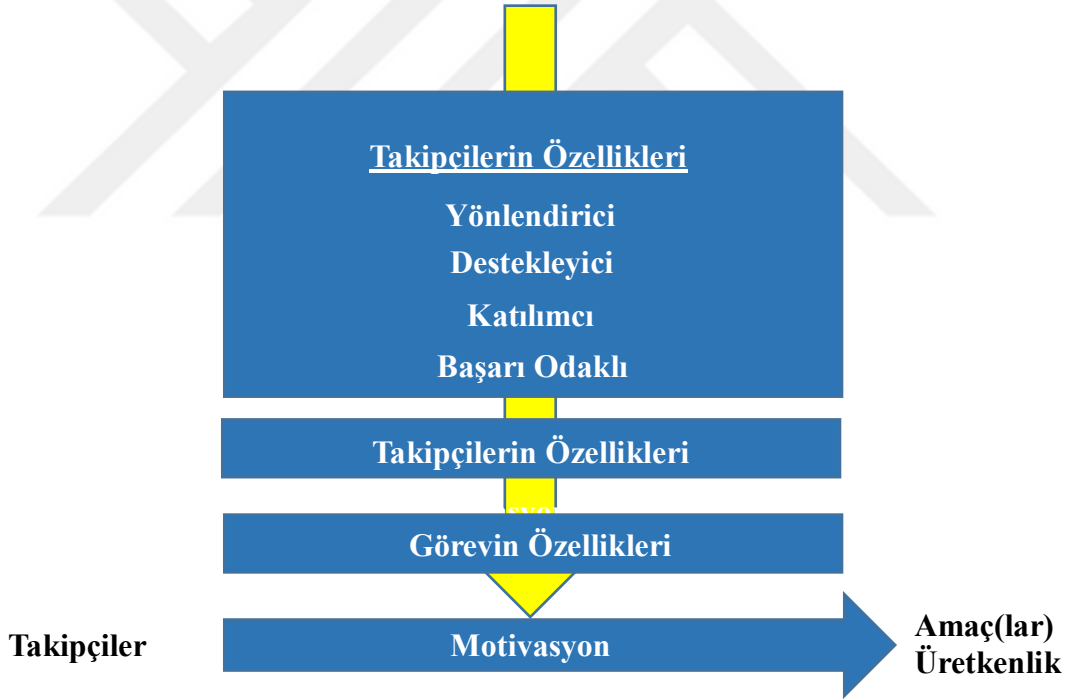 Takipçilerin Özellikleri
Yönlendirici
Destekleyici
Katılımcı
Başarı Odaklı
Takipçilerin Özellikleri
Görevin Özellikleri
Takipçiler
Motivasyon
Amaç(lar)
Üretkenlik